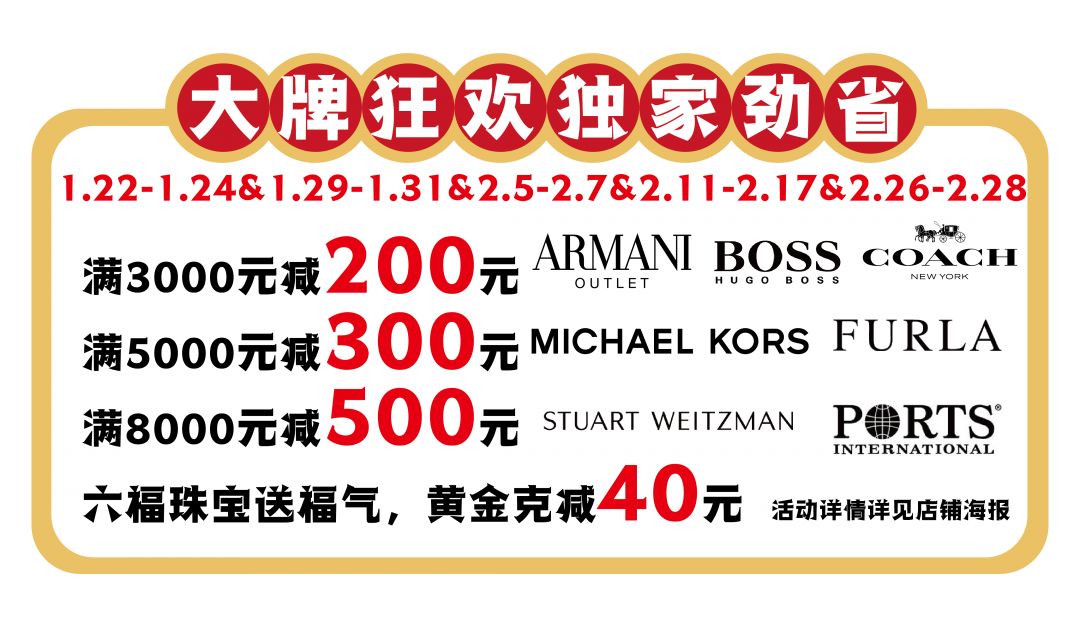 大牌狂欢独家劲省
1.22-1.24&1.29-1.31&2.5-2.7&2.11-2.17&2.26-2.28
满3000元减200元
ARMANI
OUTLET
BOSS
HUGO BOSS
COACH
NEW YORK
满5000元减300元
MICHAEL KORS
FURLA
满8000元减500元
STUART WEITZMAN
PORTS®
INTERNATIONAL
六福珠宝送福气，黄金克减40元
活动详情详见店铺海报